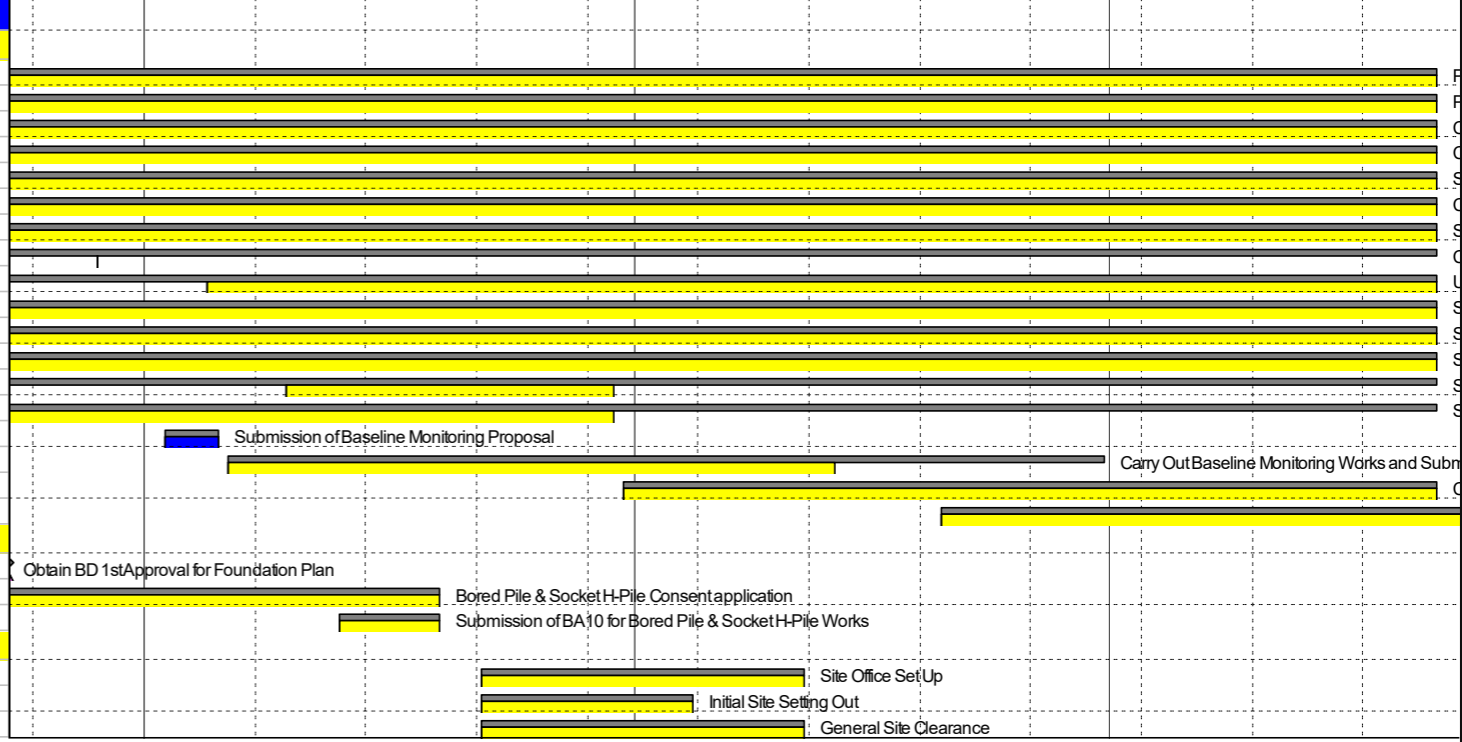 F
F
C
C
S
C
S
C
U
S
S
S
S
S
Submission of Baseline Monitoring Proposal
Carry Out Baseline Monitoring Works and Subm
C
Obtain BD 1st Approval for Foundation Plan
Bored Pile & Socket H-Pile Consent application
Submission of BA10 for Bored Pile & Socket H-Pile Works
Site Office Set Up
Initial Site Setting Out
General Site Clearance